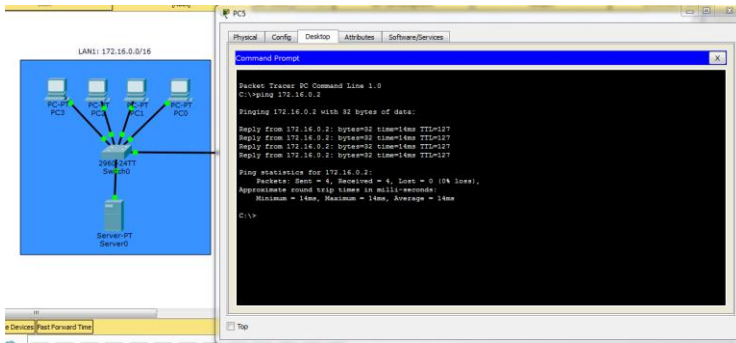 PC5
Physical Config Desktop Attributes Software/Services
Command Prompt X
Packet Tracer PC Command Line 1.0
C:\>ping 172.16.0.2
Pinging 172.16.0.2 with 32 bytes of data:
Reply from 172.16.0.2: bytes=32 time=14ms TTL=127
Reply from 172.16.0.2: bytes=32 time=14ms TTL=127
Reply from 172.16.0.2: bytes=32 time=14ms TTL=127
Reply from 172.16.0.2: bytes=32 time=14ms TTL=127
Ping statistics for 172.16.0.2:
Packets: Sent = 4, Received = 4, Lost = 0 (0% loss),
Approximate round trip times in milli-seconds:
Minimum = 14ms, Maximum = 14ms, Average = 14ms
C:\>
Top
LAN1: 172.16.0.0/16
PC-PT PC-PT PC-PT PC-PT
PC3 PC2 PC1 PC0
2960-24TT
Switch0
Server-PT
Server0
e Devices Fast Forward Time